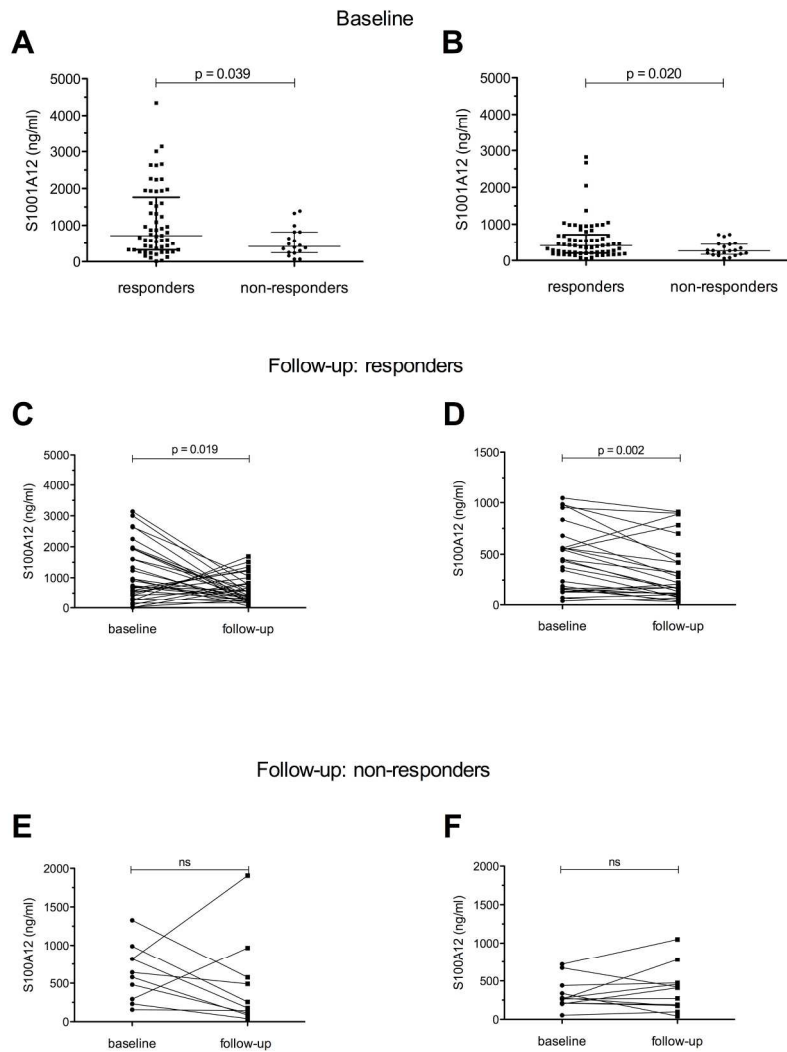 Baseline
A
B
p = 0.039
p = 0.020
S1001A12 (ng/ml)
5000
4000
3000
2000
1000
0
responders non-responders
S1001A12 (ng/ml)
5000
4000
3000
2000
1000
0
responders non-responders
Follow-up: responders
C
D
p = 0.019
p = 0.002
S100A12 (ng/ml)
5000
4000
3000
2000
1000
0
baseline follow-up
S100A12 (ng/ml)
1500
1000
500
0
baseline follow-up
Follow-up: non-responders
E
F
ns
ns
S100A12 (ng/ml)
2000
1500
1000
500
0
baseline follow-up
S100A12 (ng/ml)
2000
1500
1000
500
0
baseline follow-up